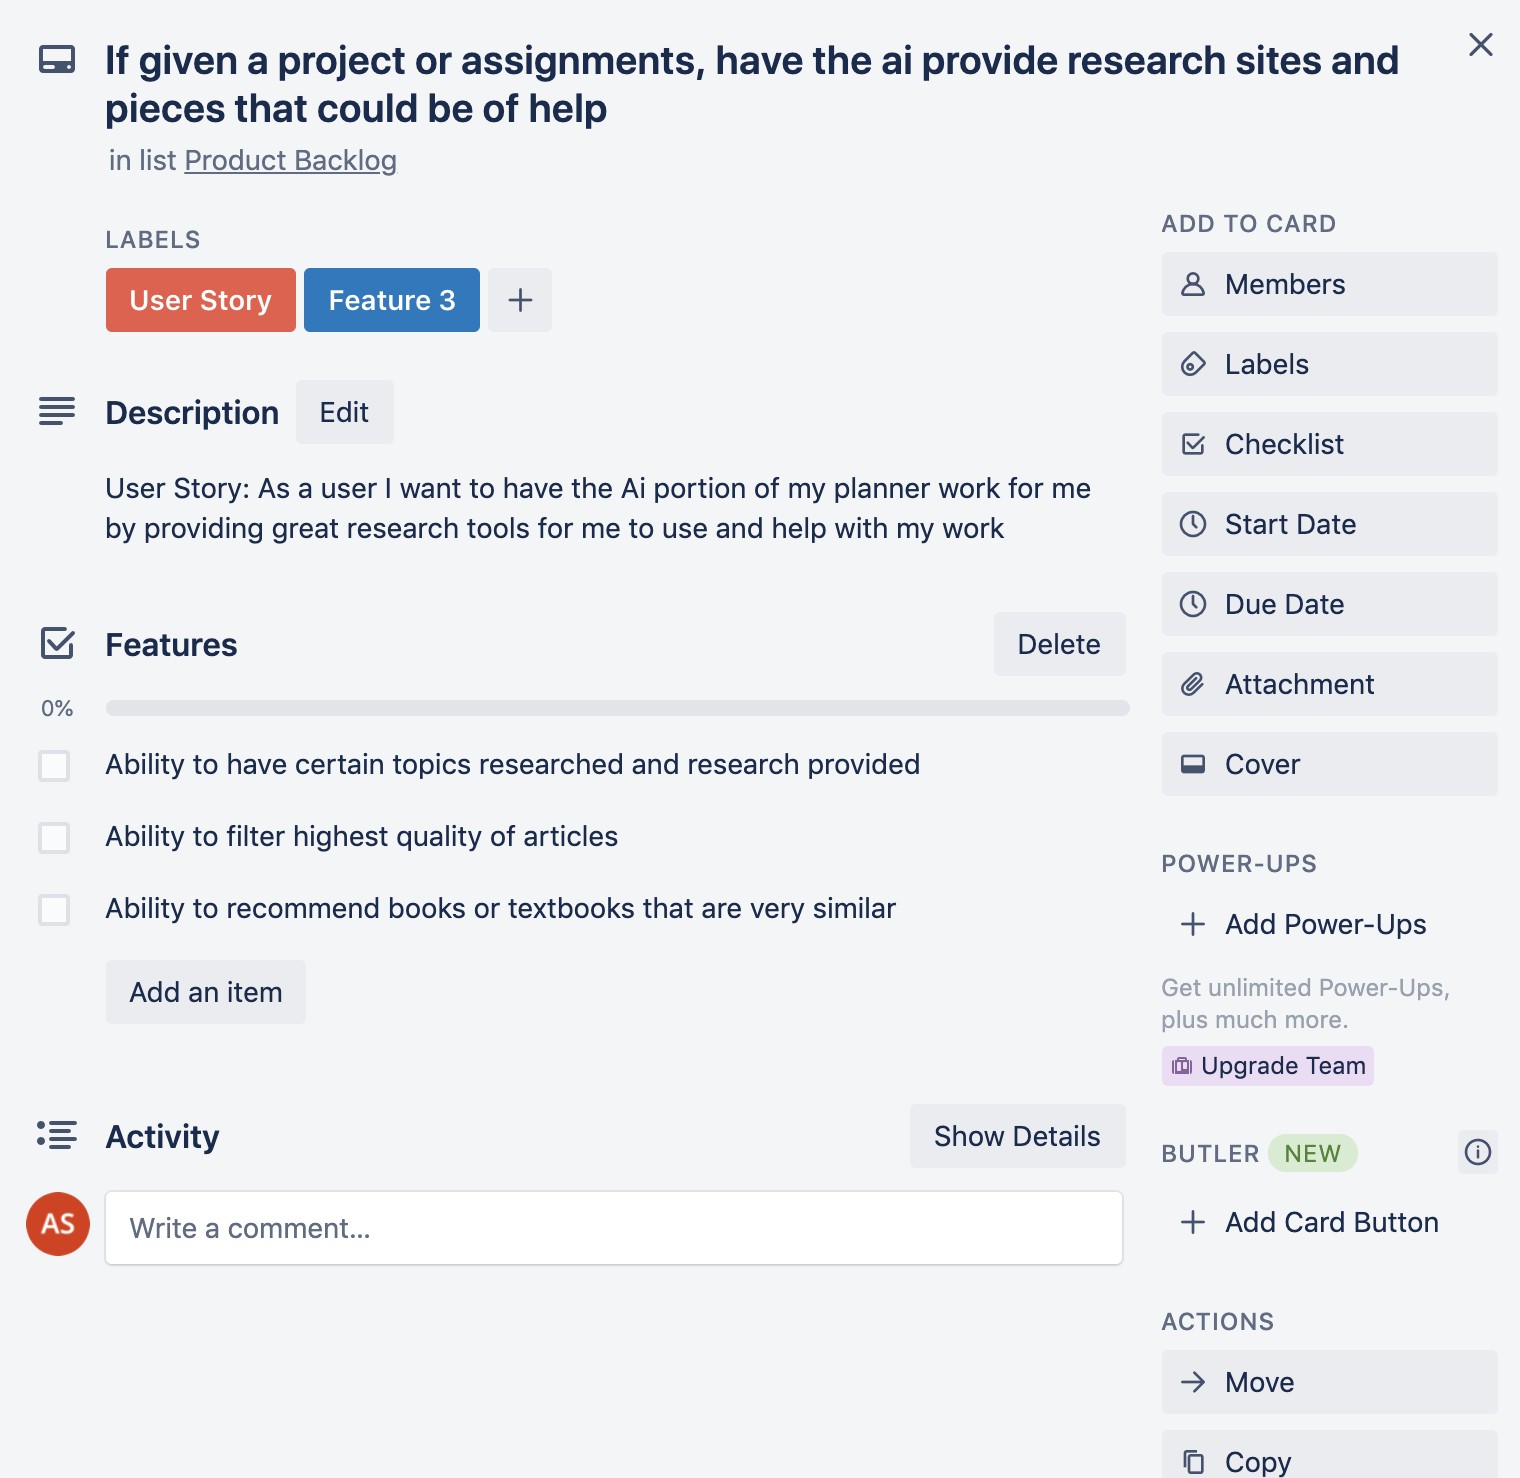 If given a project or assignments, have the ai provide research sites and
pieces that could be of help
in list Product Backlog
LABELS
User Story
Feature 3
Description
Edit
User Story: As a user I want to have the Ai portion of my planner work for me
by providing great research tools for me to use and help with my work
Features
Delete
0%
Ability to have certain topics researched and research provided
Ability to filter highest quality of articles
Ability to recommend books or textbooks that are very similar
Add an item
Activity
Show Details
AS
Write a comment...
ADD TO CARD
Members
Labels
Checklist
Start Date
Due Date
Attachment
Cover
POWER-UPS
Add Power-Ups
Get unlimited Power-Ups,
plus much more.
Upgrade Team
BUTLER NEW
Add Card Button
ACTIONS
Move
Copy